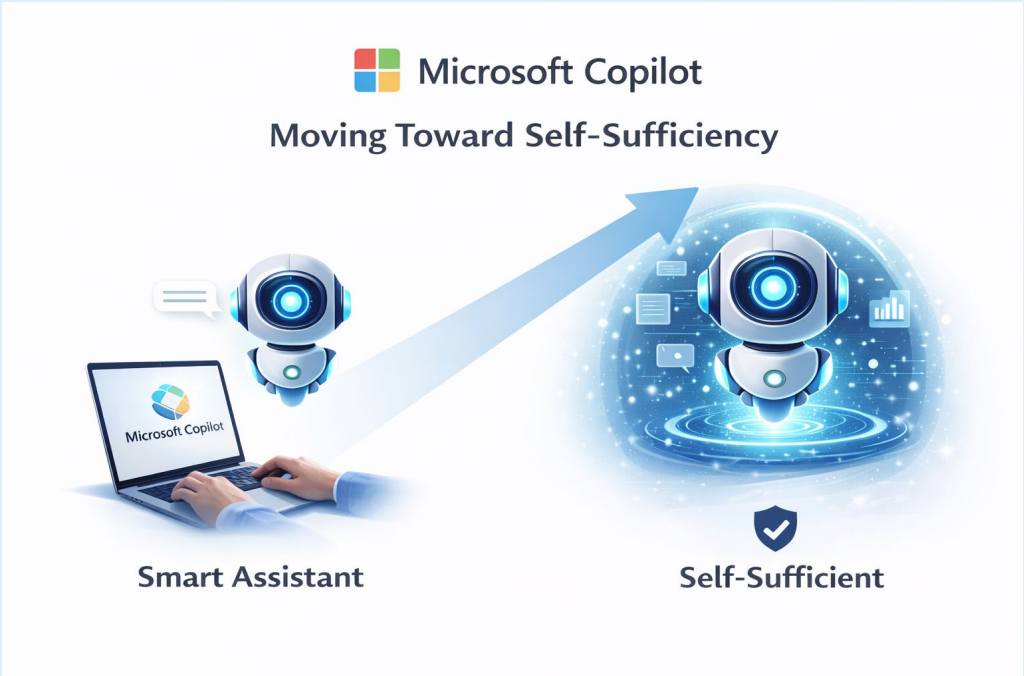 Microsoft Copilot
Moving Toward Self-Sufficiency
Microsoft Copilot
Smart Assistant
Self-Sufficient